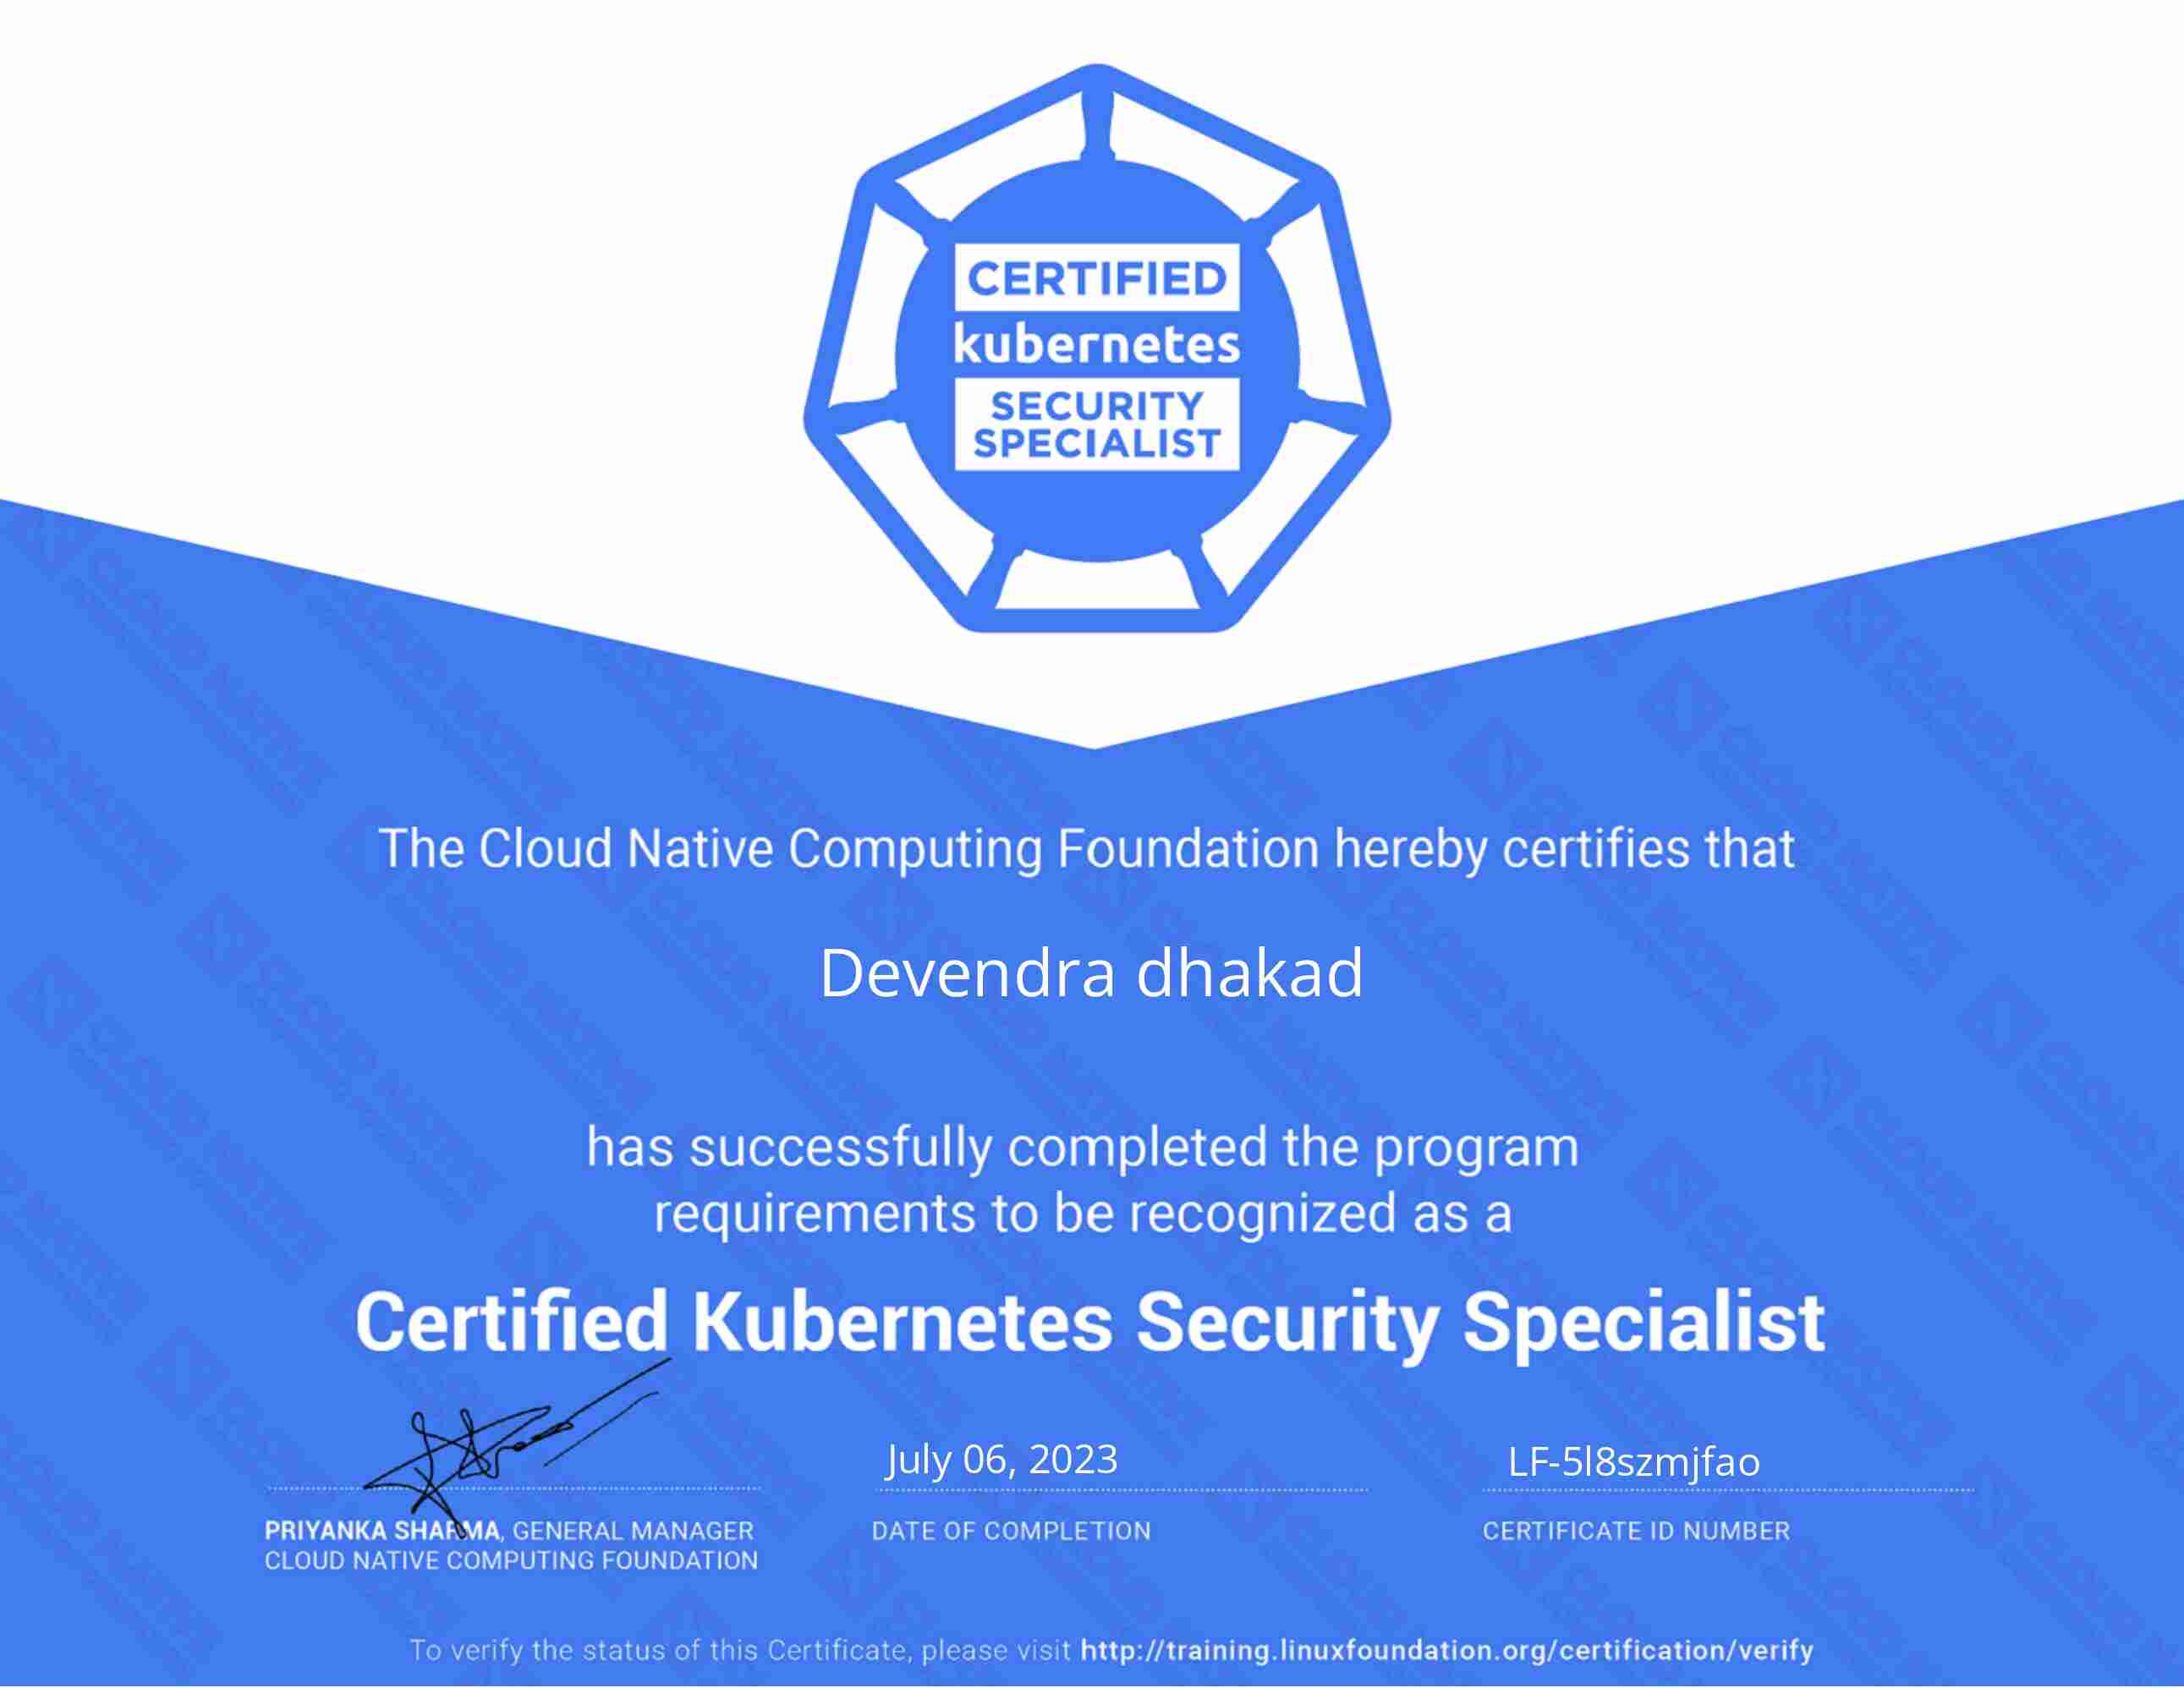 CERTIFIED
kubernetes
SECURITY
SPECIALIST
The Cloud Native Computing Foundation hereby certifies that
Devendra dhakad
has successfully completed the program
requirements to be recognized as a
Certified Kubernetes Security Specialist
July 06, 2023
LF-5l8szmjfao
PRIYANKA SHARMA, GENERAL MANAGER
CLOUD NATIVE COMPUTING FOUNDATION
DATE OF COMPLETION
CERTIFICATE ID NUMBER
To verify the status of this Certificate, please visit http://training.linuxfoundation.org/certification/verify